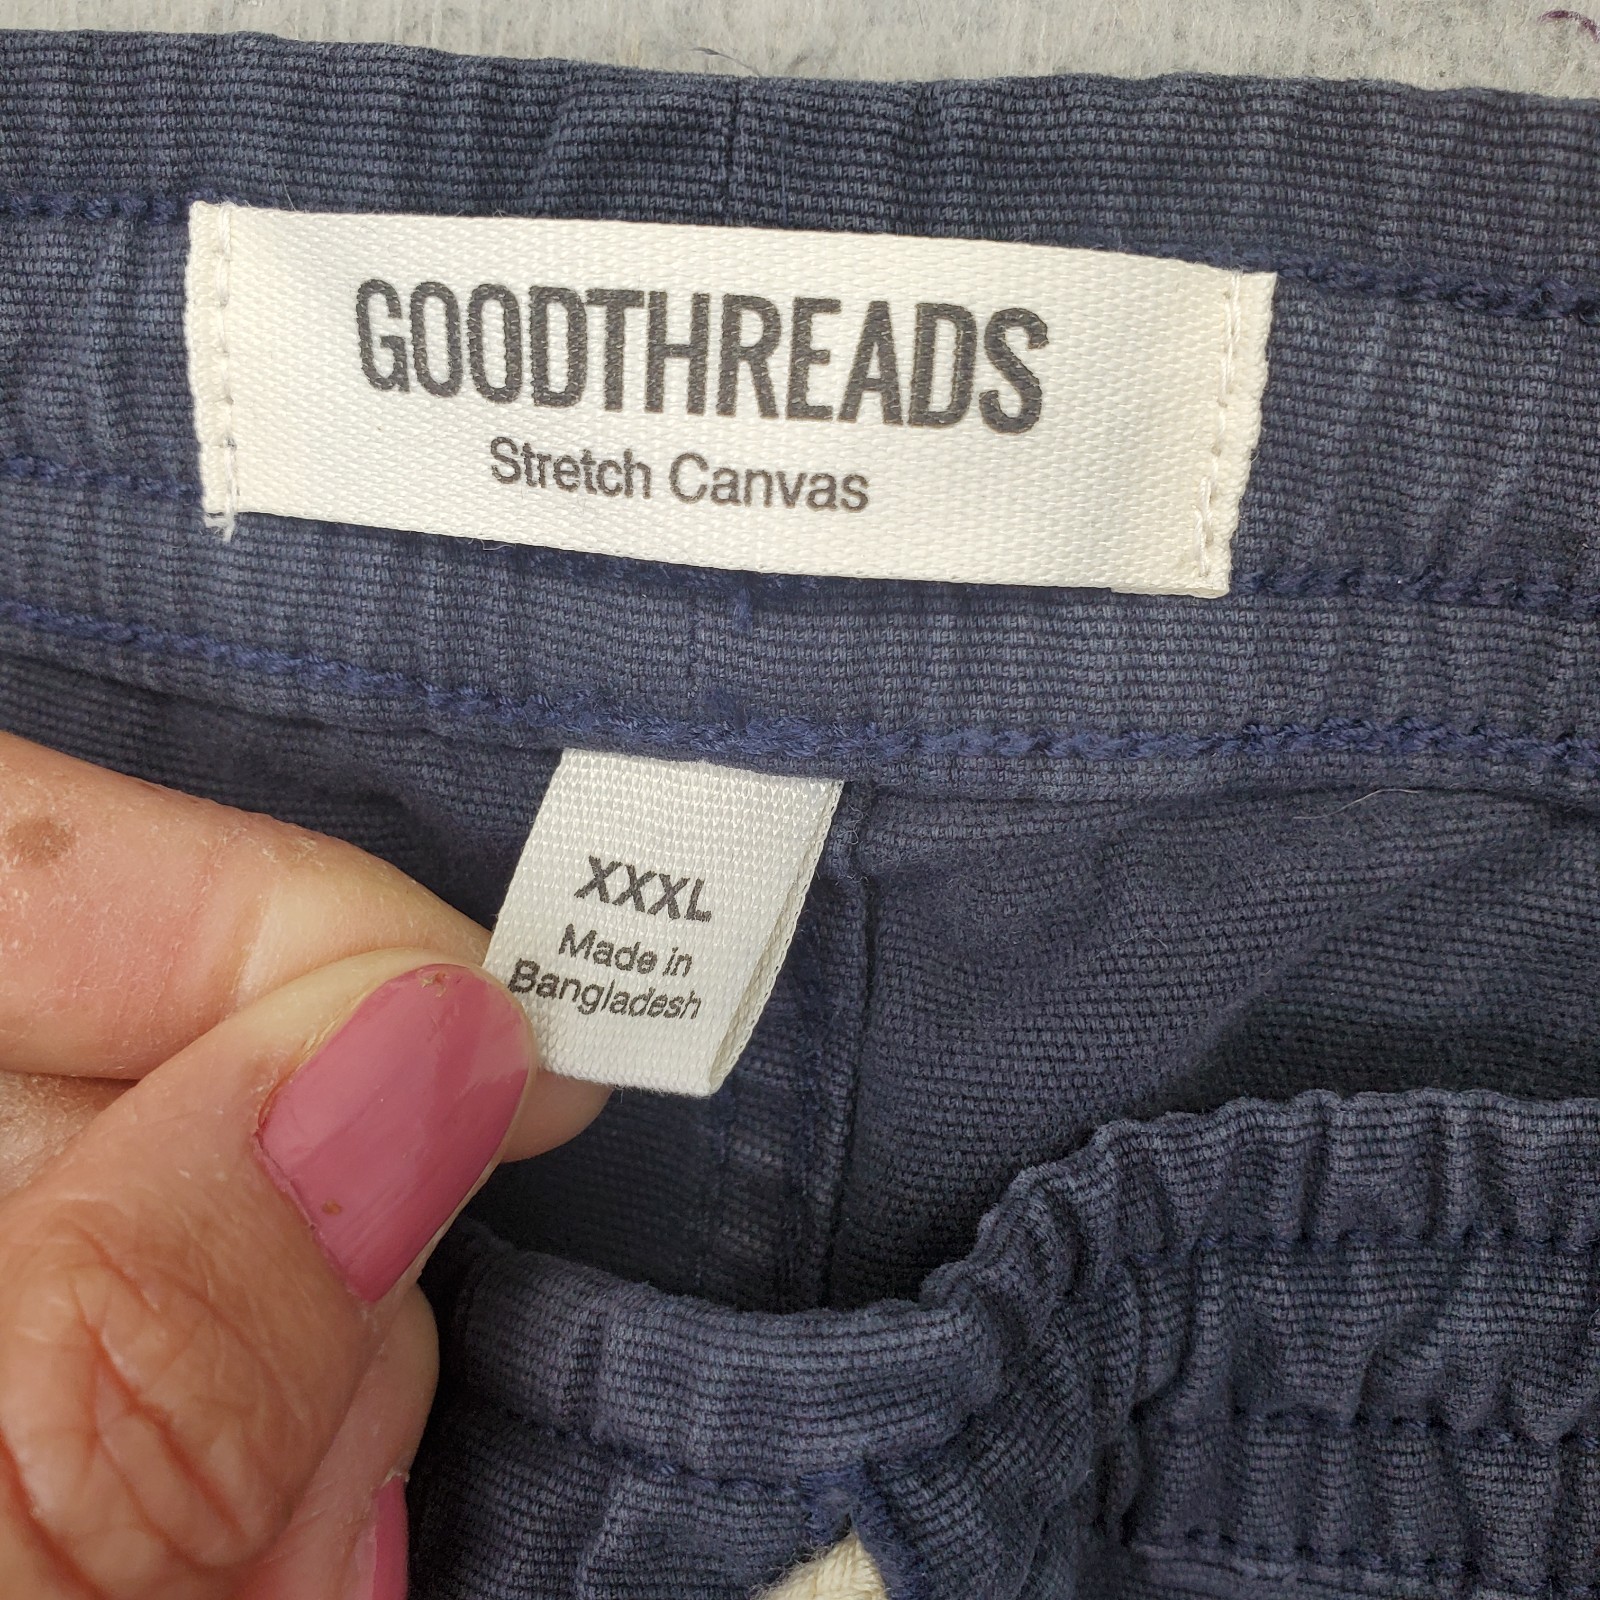 GOODTHREADS
Stretch Canvas
XXXL
Made in
Bangladesh